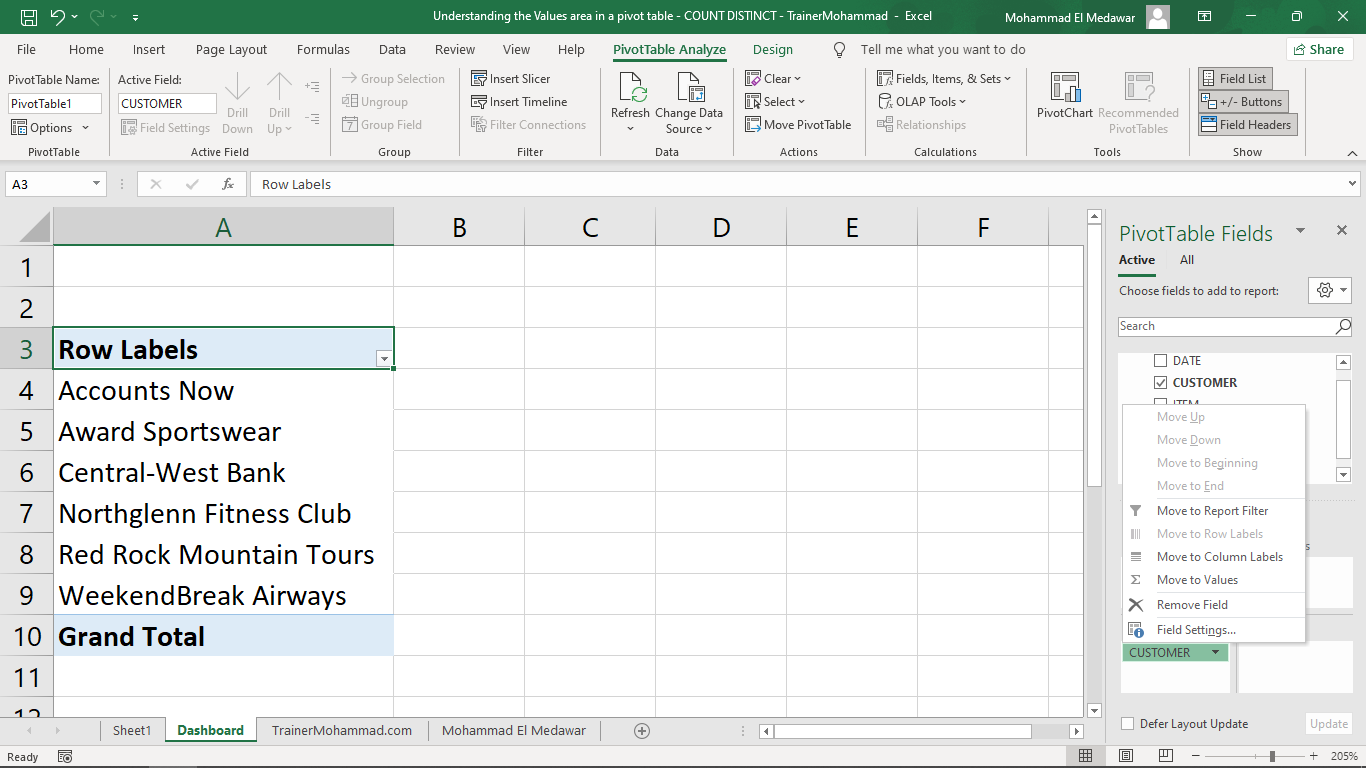 Understanding the Values area in a pivot table - COUNT DISTINCT - TrainerMohammad - Excel
Mohammad El Medawar
File Home Insert Page Layout Formulas Data Review View Help PivotTable Analyze Design Tell me what you want to do Share
PivotTable Name:
PivotTable1
Options
PivotTable
Active Field:
CUSTOMER
Field Settings
Drill Down
Drill Up
Active Field
Group Selection
Ungroup
Group Field
Group
Insert Slicer
Insert Timeline
Filter Connections
Filter
Refresh
Change Data Source
Data
Clear
Select
Move PivotTable
Actions
Fields, Items, & Sets
OLAP Tools
Relationships
Calculations
PivotChart
Recommended PivotTables
Tools
Field List
+/- Buttons
Field Headers
Show
A3
fx
Row Labels
A B C D E F
1
2
3 Row Labels
4 Accounts Now
5 Award Sportswear
6 Central-West Bank
7 Northglenn Fitness Club
8 Red Rock Mountain Tours
9 WeekendBreak Airways
10 Grand Total
11
12
PivotTable Fields
Active All
Choose fields to add to report:
Search
DATE
CUSTOMER
ITEM
Move Up
Move Down
Move to Beginning
Move to End
Move to Report Filter
Move to Row Labels
Move to Column Labels
Move to Values
Remove Field
Field Settings...
CUSTOMER
Defer Layout Update
Update
Sheet1 Dashboard TrainerMohammad.com Mohammad El Medawar
Ready
205%